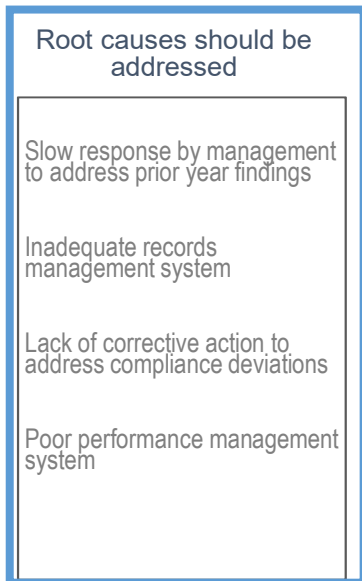 Root causes should be
addressed
Slow response by management
to address prior year findings
Inadequate records
management system
Lack of corrective action to
address compliance deviations
Poor performance management
system